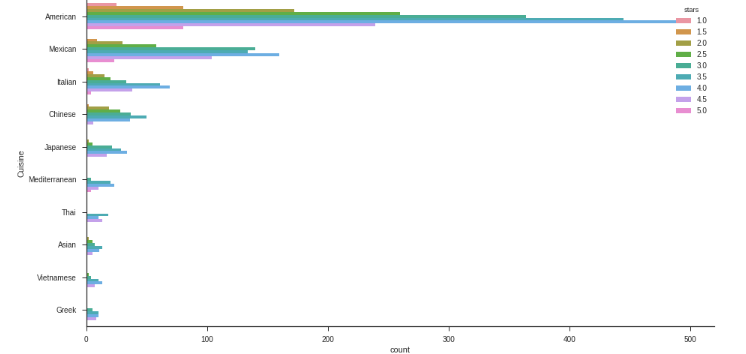 stars
1.0
1.5
2.0
2.5
3.0
3.5
4.0
4.5
5.0
Cuisine
American
Mexican
Italian
Chinese
Japanese
Mediterranean
Thai
Asian
Vietnamese
Greek
0 100 200 300 400 500
count